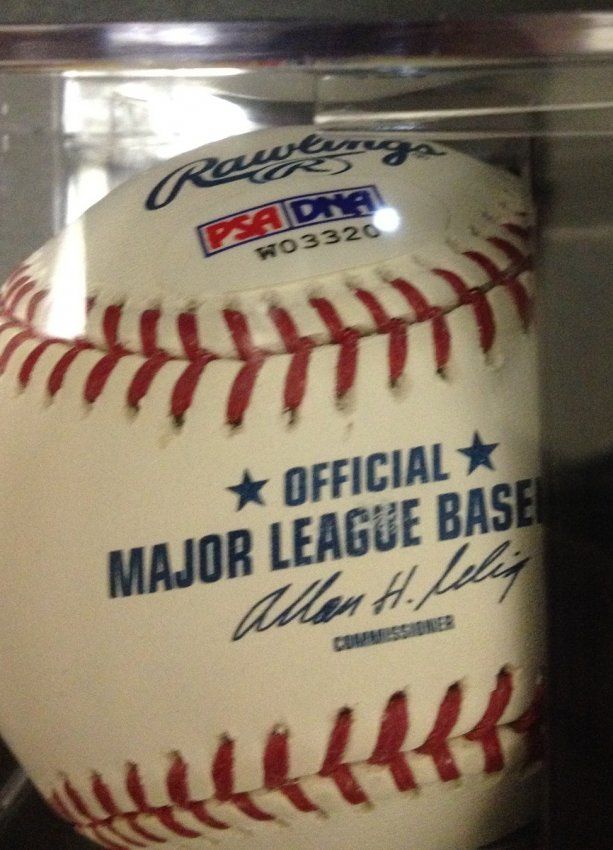 Rawlings
R
PSA DNA
W03320
★ OFFICIAL ★
MAJOR LEAGUE BASE
Allan H. Selig
COMMISSIONER